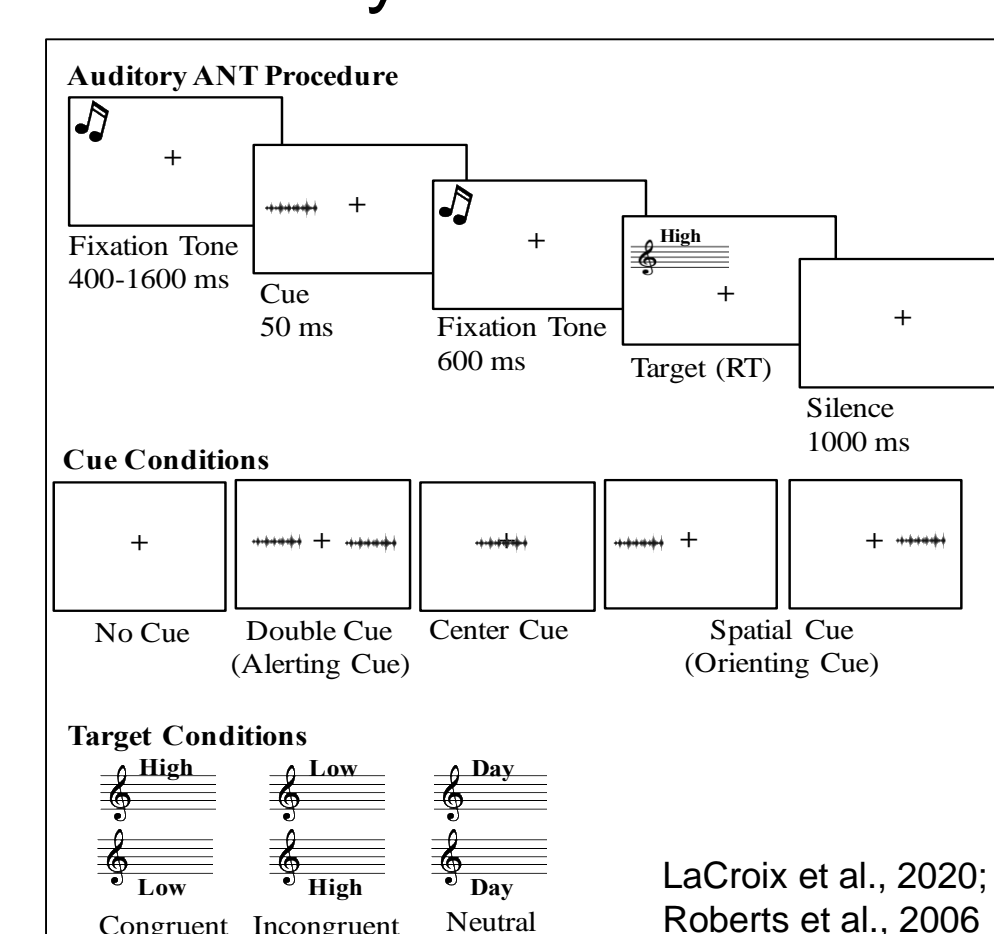 Auditory ANT Procedure
+
Fixation Tone
400-1600 ms
+
Cue
50 ms
+
Fixation Tone
600 ms
High
+
Target (RT)
+
Silence
1000 ms
Cue Conditions
+
No Cue
+
Double Cue
(Alerting Cue)
+
Center Cue
+
+
Spatial Cue
(Orienting Cue)
Target Conditions
High
Low
Congruent
Low
High
Incongruent
Day
Day
Neutral
LaCroix et al., 2020;
Roberts et al., 2006